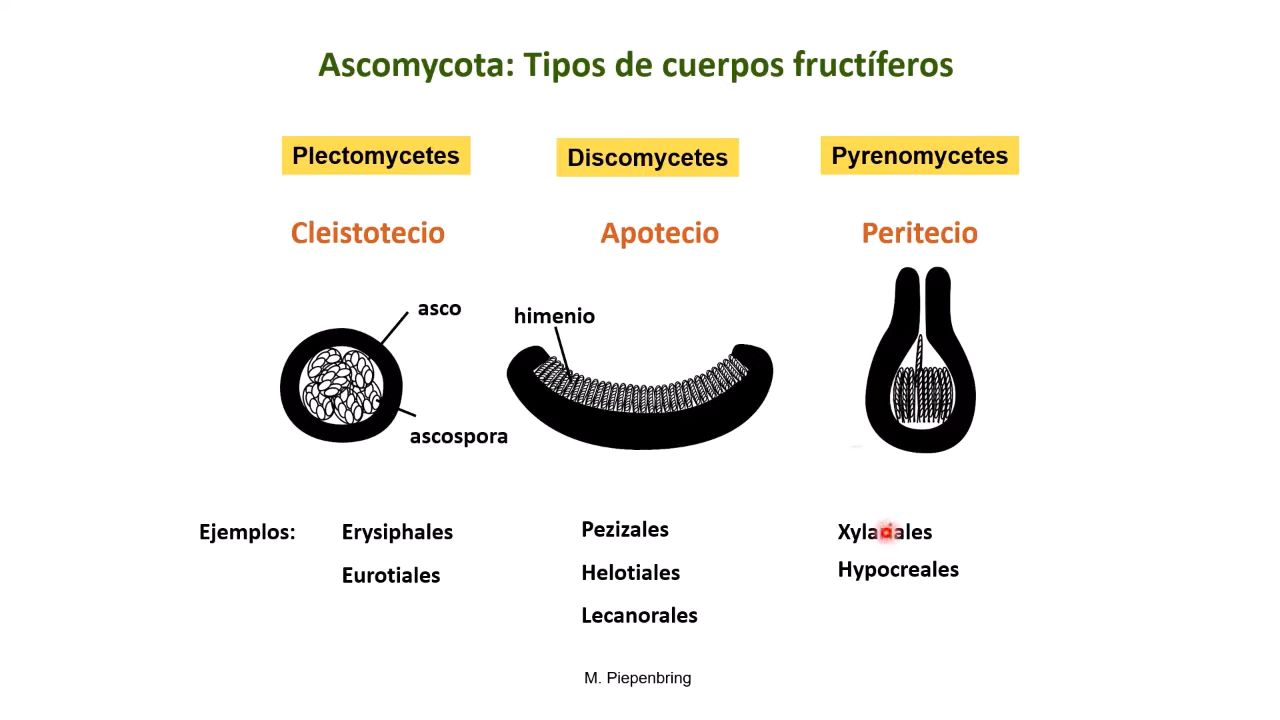 Ascomycota: Tipos de cuerpos fructíferos
Plectomycetes
Discomycetes
Pyrenomycetes
Cleistotecio
Apotecio
Peritecio
asco
himenio
ascospora
Ejemplos:
Erysiphales
Eurotiales
Pezizales
Helotiales
Lecanorales
Xylariales
Hypocreales
M. Piepenbring